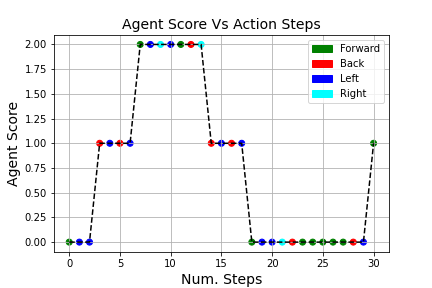 Agent Score Vs Action Steps
2.00
1.75
1.50
1.25
1.00
0.75
0.50
0.25
0.00
Agent Score
Forward
Back
Left
Right
0 5 10 15 20 25 30
Num. Steps